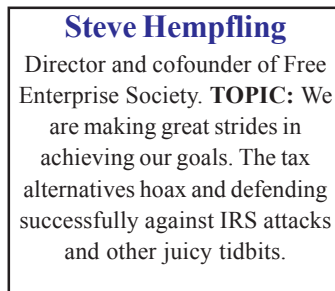 Steve Hempfling
Director and cofounder of Free
Enterprise Society. TOPIC: We
are making great strides in
achieving our goals. The tax
alternatives hoax and defending
successfully against IRS attacks
and other juicy tidbits.